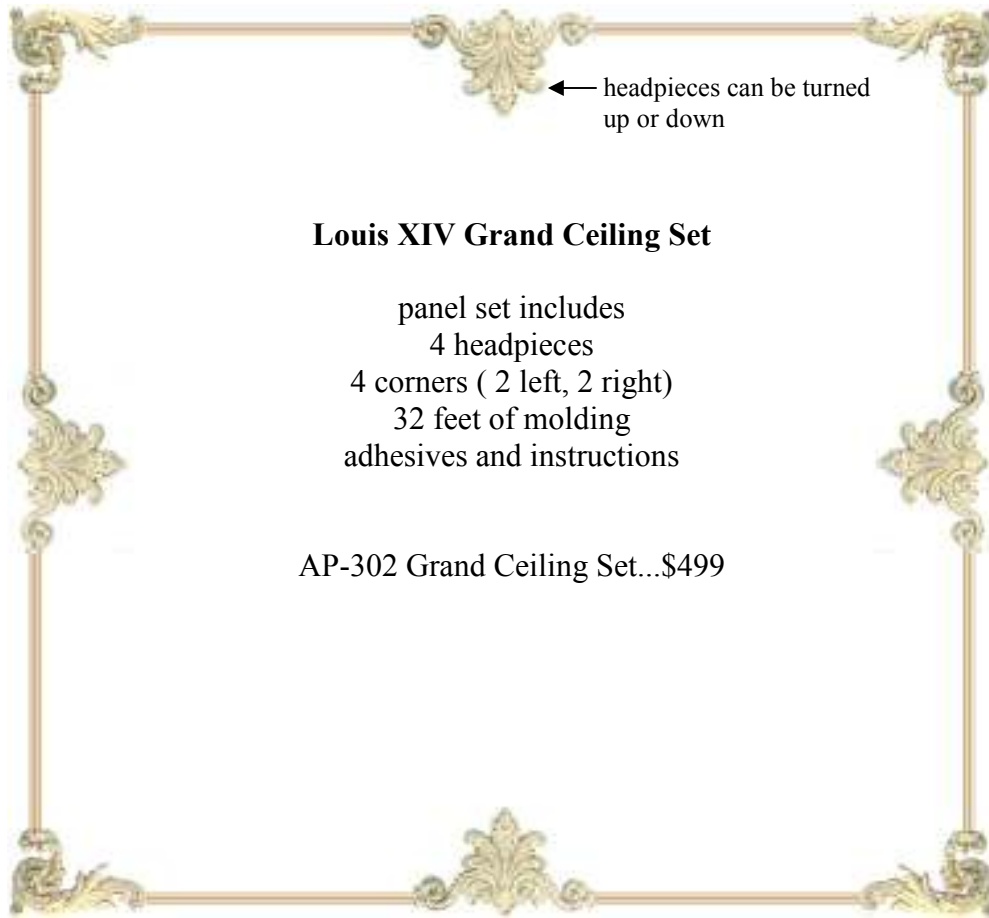 headpieces can be turned
up or down
Louis XIV Grand Ceiling Set
panel set includes
4 headpieces
4 corners ( 2 left, 2 right)
32 feet of molding
adhesives and instructions
AP-302 Grand Ceiling Set...$499